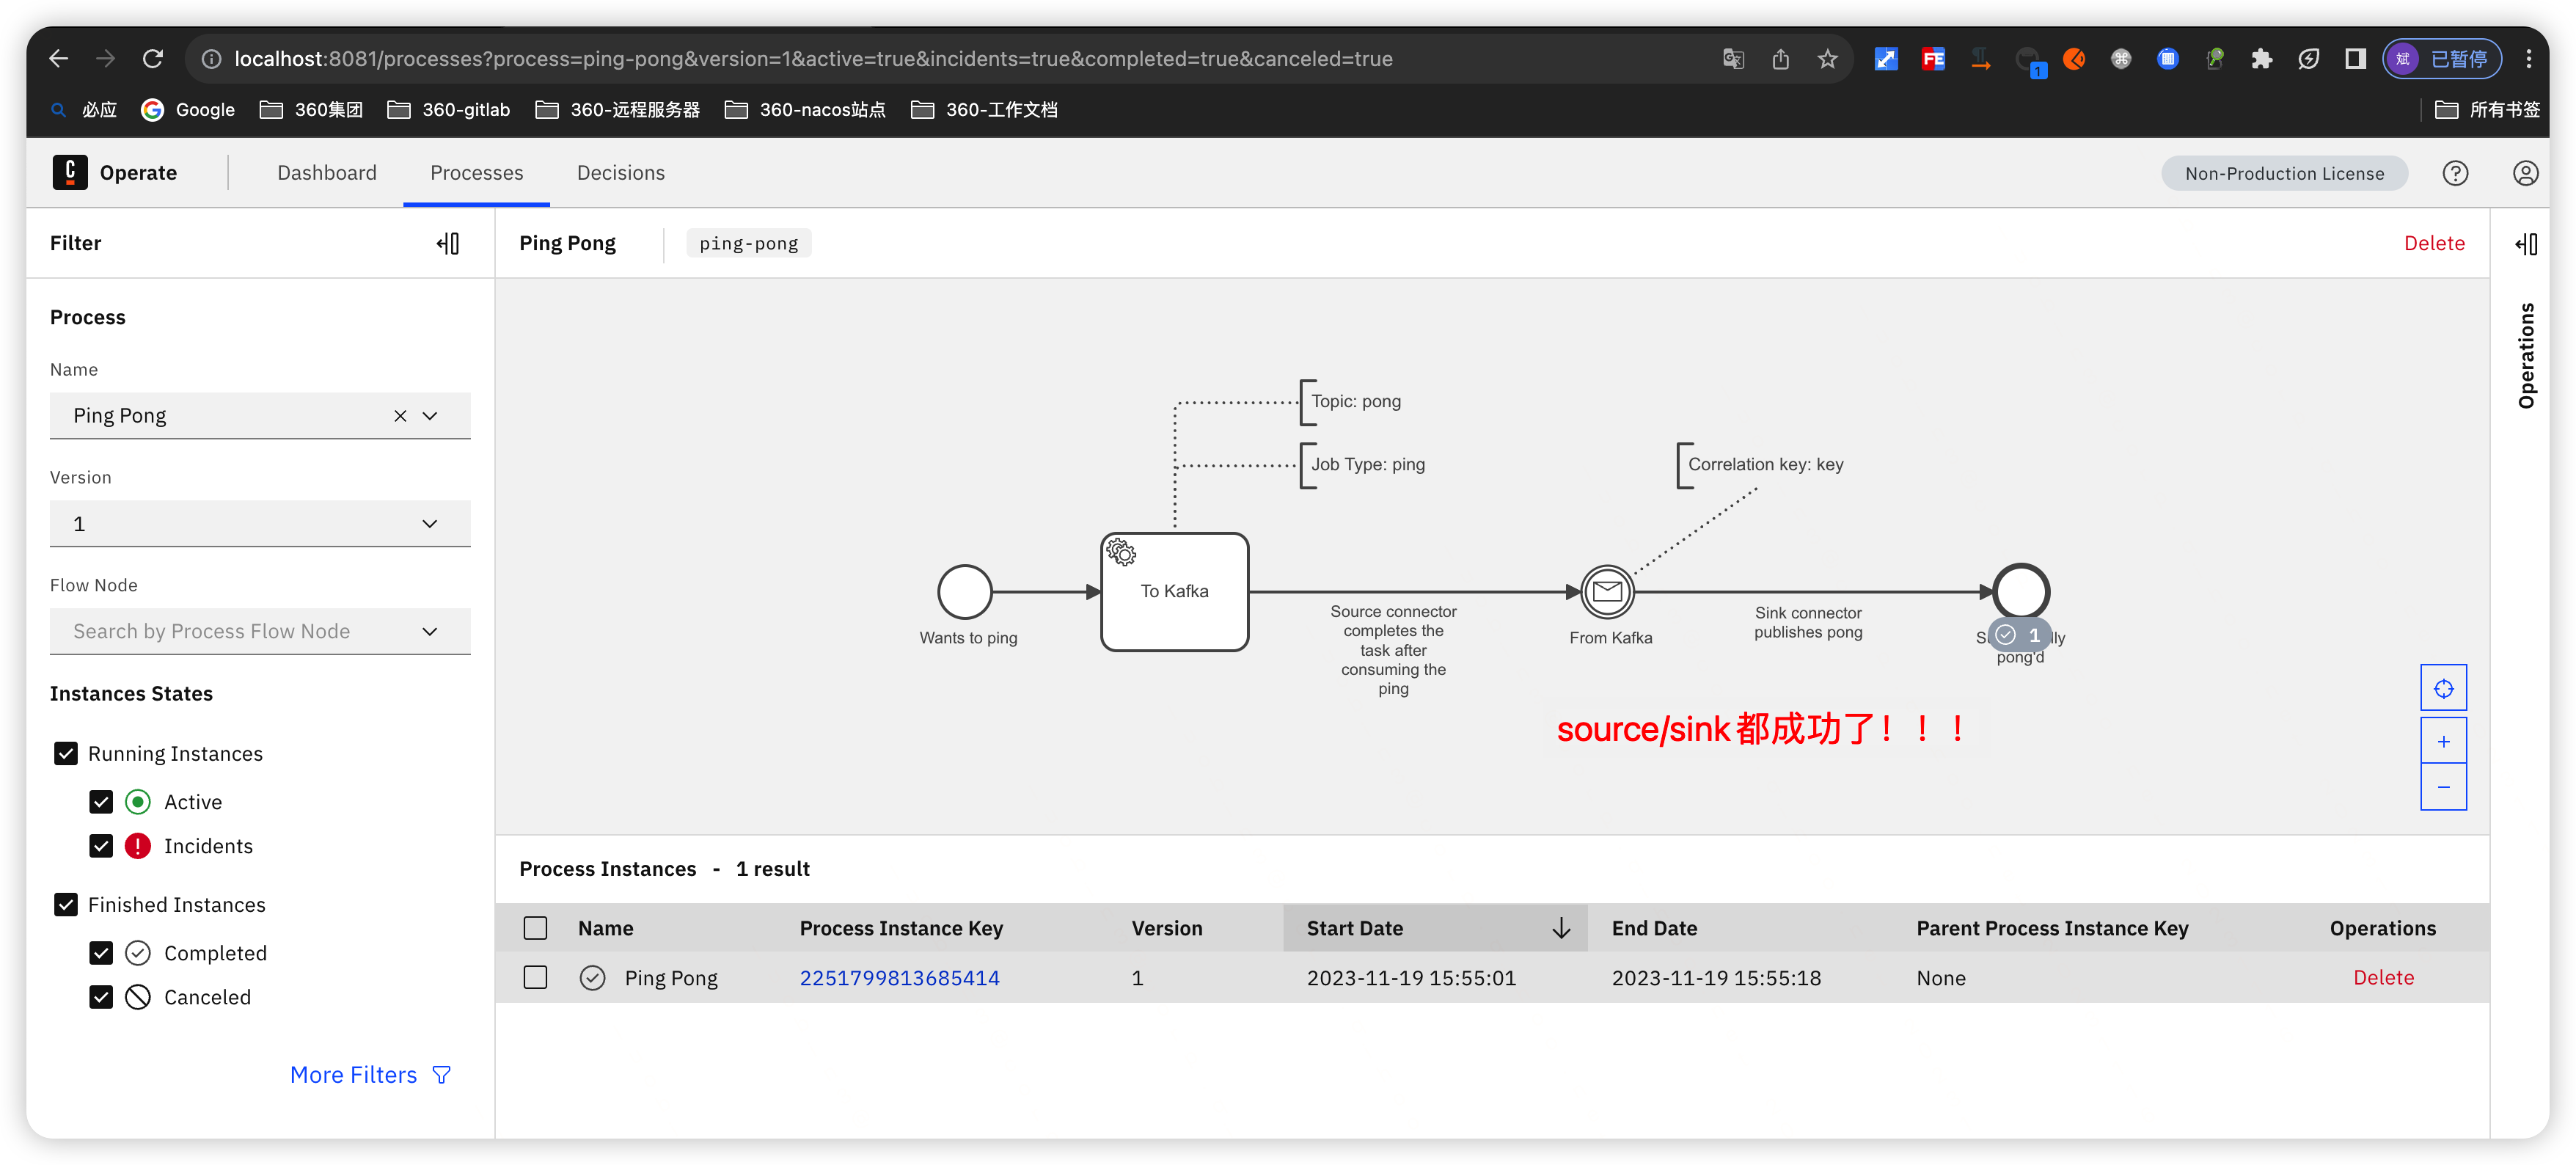 localhost:8081/processes?process=ping-pong&version=1&active=true&incidents=true&completed=true&canceled=true
FE
1
斌
已暂停
必应
Google
360集团
360-gitlab
360-远程服务器
360-nacos站点
360-工作文档
所有书签
C
Operate
Dashboard
Processes
Decisions
Non-Production License
Filter
Ping Pong
ping-pong
Delete
Operations
Process
Name
Ping Pong
Version
1
Flow Node
Search by Process Flow Node
Instances States
Running Instances
Active
Incidents
Finished Instances
Completed
Canceled
More Filters
Topic: pong
Job Type: ping
Correlation key: key
To Kafka
Wants to ping
Source connector
completes the
task after
consuming the
ping
From Kafka
Sink connector
publishes pong
1
pong'd
source/sink都成功了！！！
Process Instances - 1 result
Name Process Instance Key Version Start Date End Date Parent Process Instance Key Operations
Ping Pong 2251799813685414 1 2023-11-19 15:55:01 2023-11-19 15:55:18 None Delete